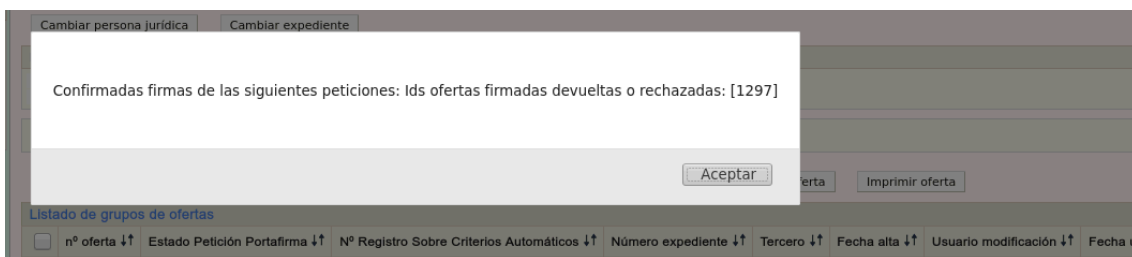 Cambiar persona jurídica Cambiar expediente
Confirmadas firmas de las siguientes peticiones: Ids ofertas firmadas devueltas o rechazadas: [1297]
Aceptar
ferta Imprimir oferta
Listado de grupos de ofertas
nº oferta ↓↑ Estado Petición Portafirma ↓↑ Nº Registro Sobre Criterios Automáticos ↓↑ Número expediente ↓↑ Tercero ↓↑ Fecha alta ↓↑ Usuario modificación ↓↑ Fecha